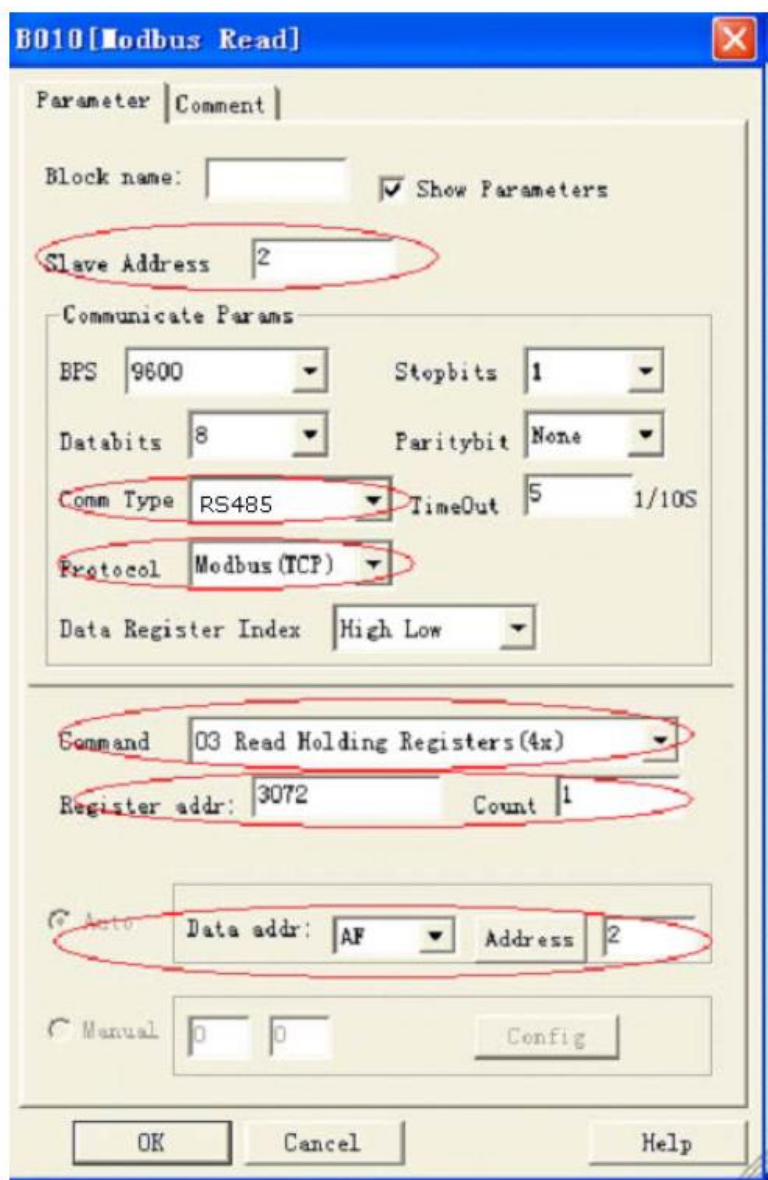 B010[Modbus Read]
Parameter Comment
Block name: Show Parameters
Slave Address 2
Communicate Params
BPS 9600 Stopbits 1
Databits 8 Paritybit None
Comm Type RS485 TimeOut 5 1/10S
Protocol Modbus(TCP)
Data Register Index High Low
Command 03 Read Holding Registers(4x)
Register addr: 3072 Count 1
Auto Data addr: AF Address 2
Manual 0 0 Config
OK Cancel Help